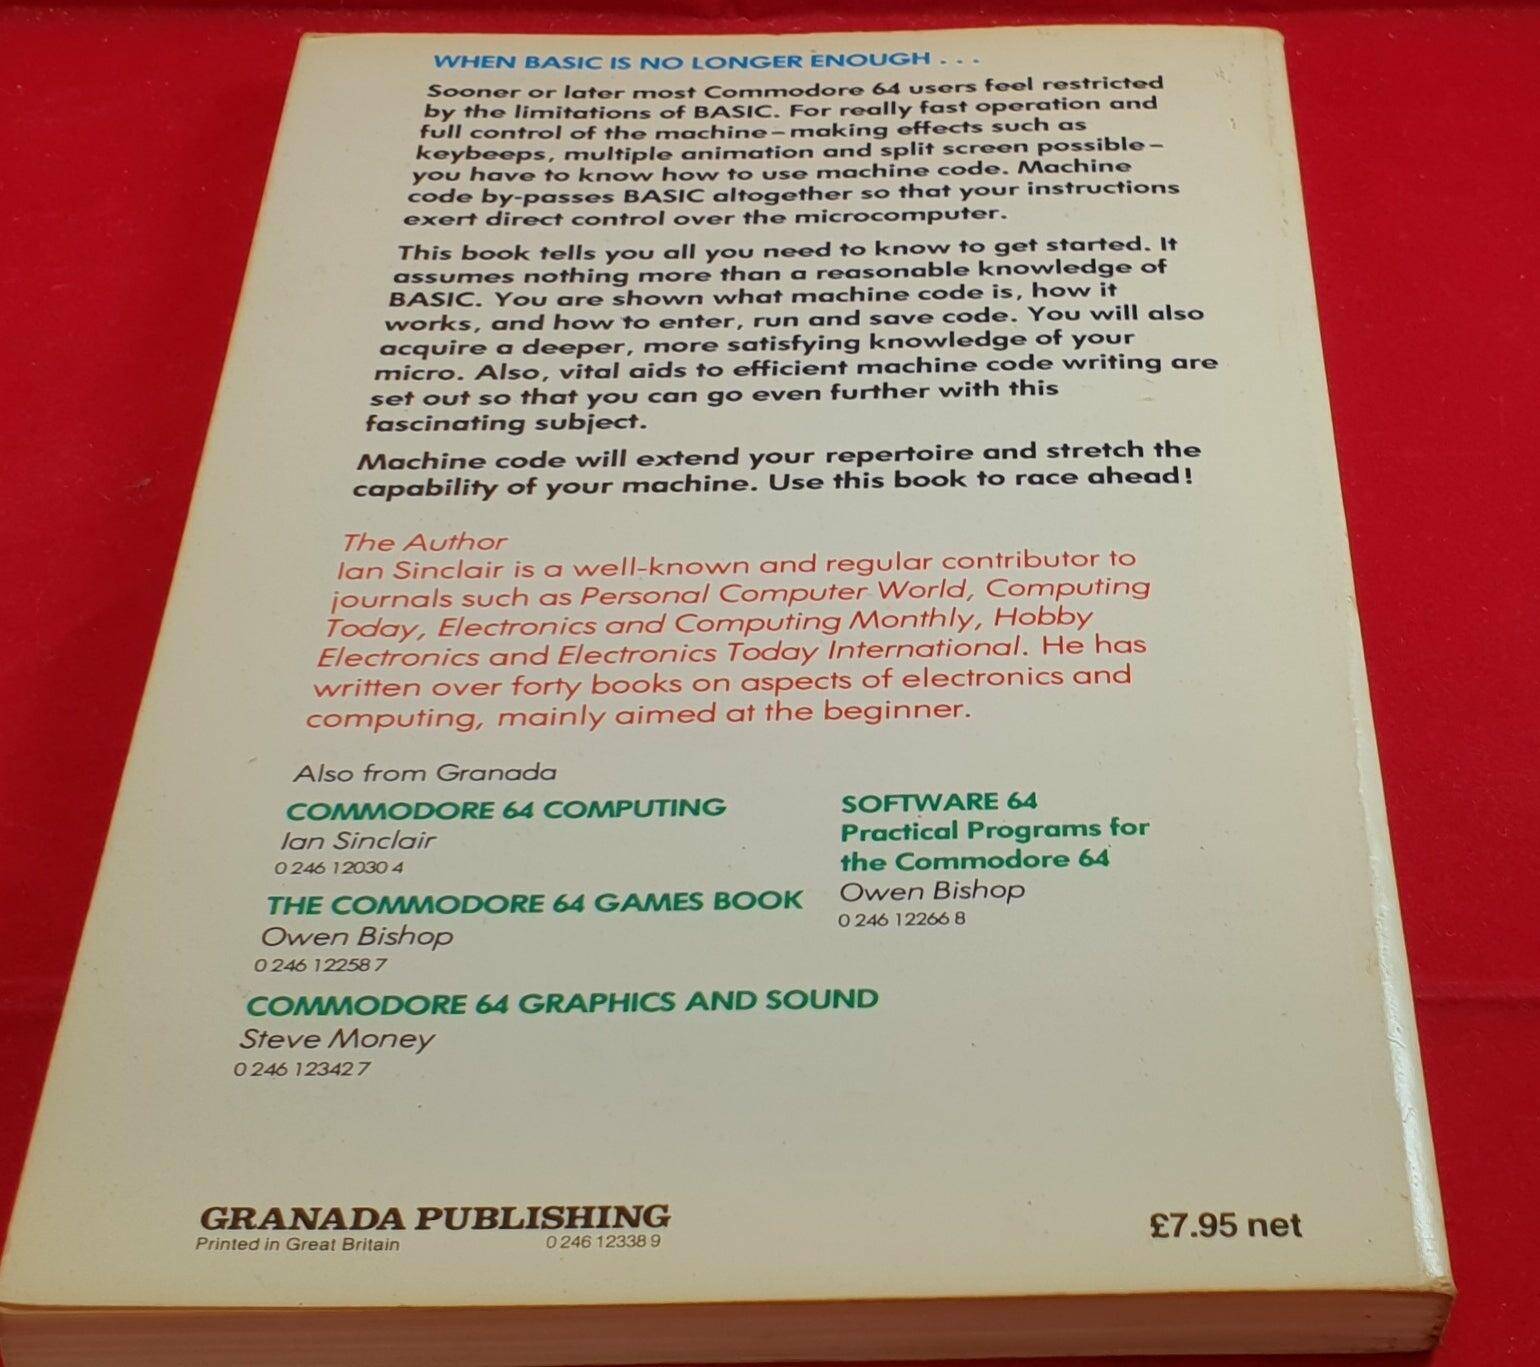 WHEN BASIC IS NO LONGER ENOUGH . . .
Sooner or later most Commodore 64 users feel restricted
by the limitations of BASIC. For really fast operation and
full control of the machine – making effects such as
keybeeps, multiple animation and split screen possible –
you have to know how to use machine code. Machine
code by-passes BASIC altogether so that your instructions
exert direct control over the microcomputer.
This book tells you all you need to know to get started. It
assumes nothing more than a reasonable knowledge of
BASIC. You are shown what machine code is, how it
works, and how to enter, run and save code. You will also
acquire a deeper, more satisfying knowledge of your
micro. Also, vital aids to efficient machine code writing are
set out so that you can go even further with this
fascinating subject.
Machine code will extend your repertoire and stretch the
capability of your machine. Use this book to race ahead!
The Author
Ian Sinclair is a well-known and regular contributor to
journals such as Personal Computer World, Computing
Today, Electronics and Computing Monthly, Hobby
Electronics and Electronics Today International. He has
written over forty books on aspects of electronics and
computing, mainly aimed at the beginner.
Also from Granada
COMMODORE 64 COMPUTING
Ian Sinclair
0 246 12030 4
THE COMMODORE 64 GAMES BOOK
Owen Bishop
0 246 12258 7
COMMODORE 64 GRAPHICS AND SOUND
Steve Money
0 246 12342 7
SOFTWARE 64
Practical Programs for
the Commodore 64
Owen Bishop
0 246 12266 8
GRANADA PUBLISHING
Printed in Great Britain 0 246 12338 9
£7.95 net